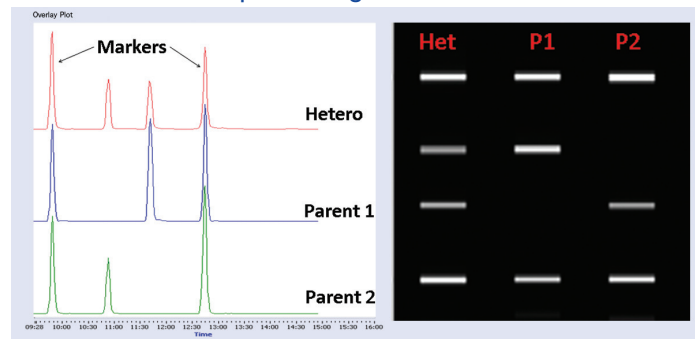 Overlay Plot
Markers
Hetero
Parent 1
Parent 2
09:20 10:00 10:30 11:00 11:30 12:00 12:30 13:00 13:30 14:00 14:30 15:00 15:30 16:00
Time
Het P1 P2